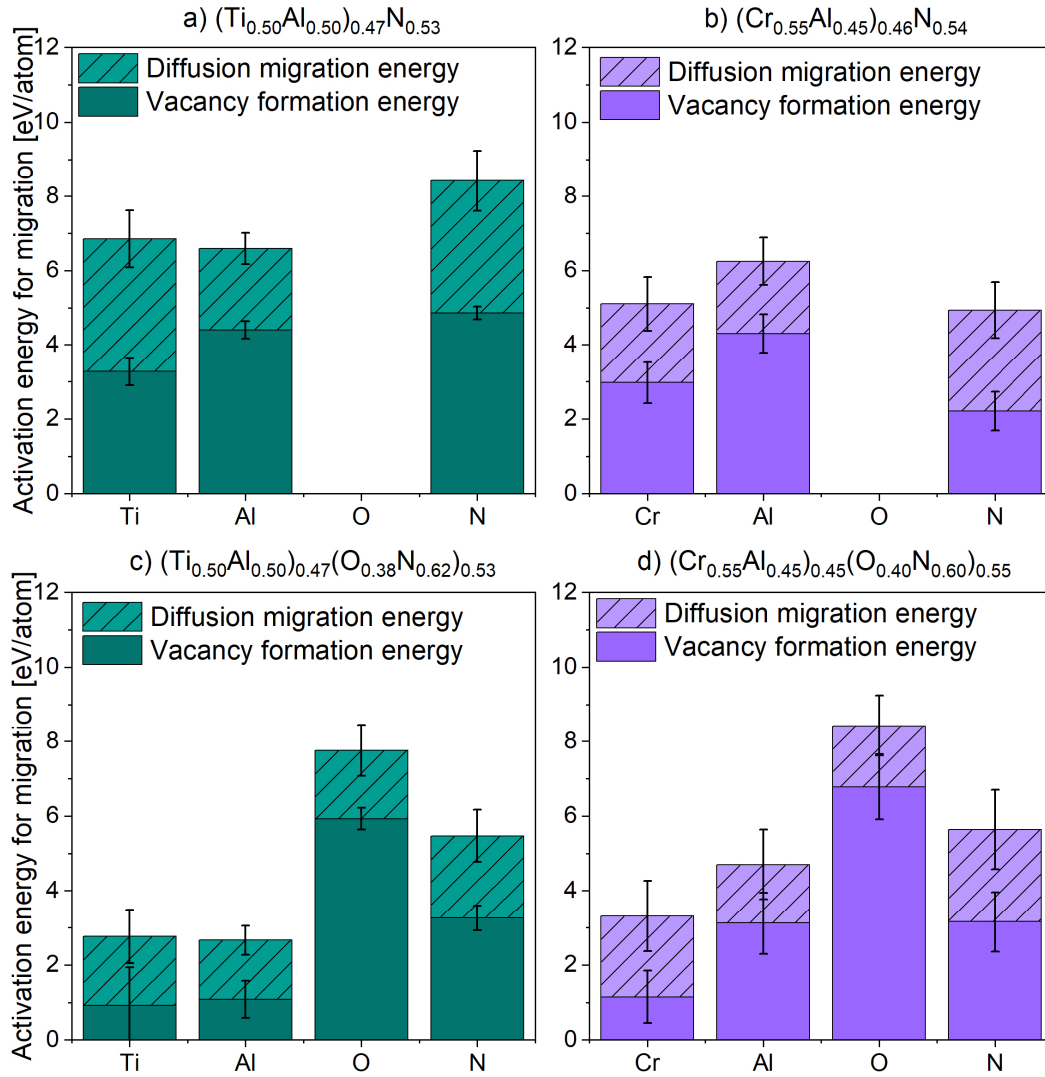 a) (Ti0.50Al0.50)0.47N0.53
b) (Cr0.55Al0.45)0.46N0.54
Activation energy for migration [eV/atom]
12
10
8
6
4
2
0
Diffusion migration energy
Vacancy formation energy
Ti Al O N
12
10
8
6
4
2
0
Diffusion migration energy
Vacancy formation energy
Cr Al O N
c) (Ti0.50Al0.50)0.47(O0.38N0.62)0.53
d) (Cr0.55Al0.45)0.45(O0.40N0.60)0.55
Activation energy for migration [eV/atom]
12
10
8
6
4
2
0
Diffusion migration energy
Vacancy formation energy
Ti Al O N
12
10
8
6
4
2
0
Diffusion migration energy
Vacancy formation energy
Cr Al O N